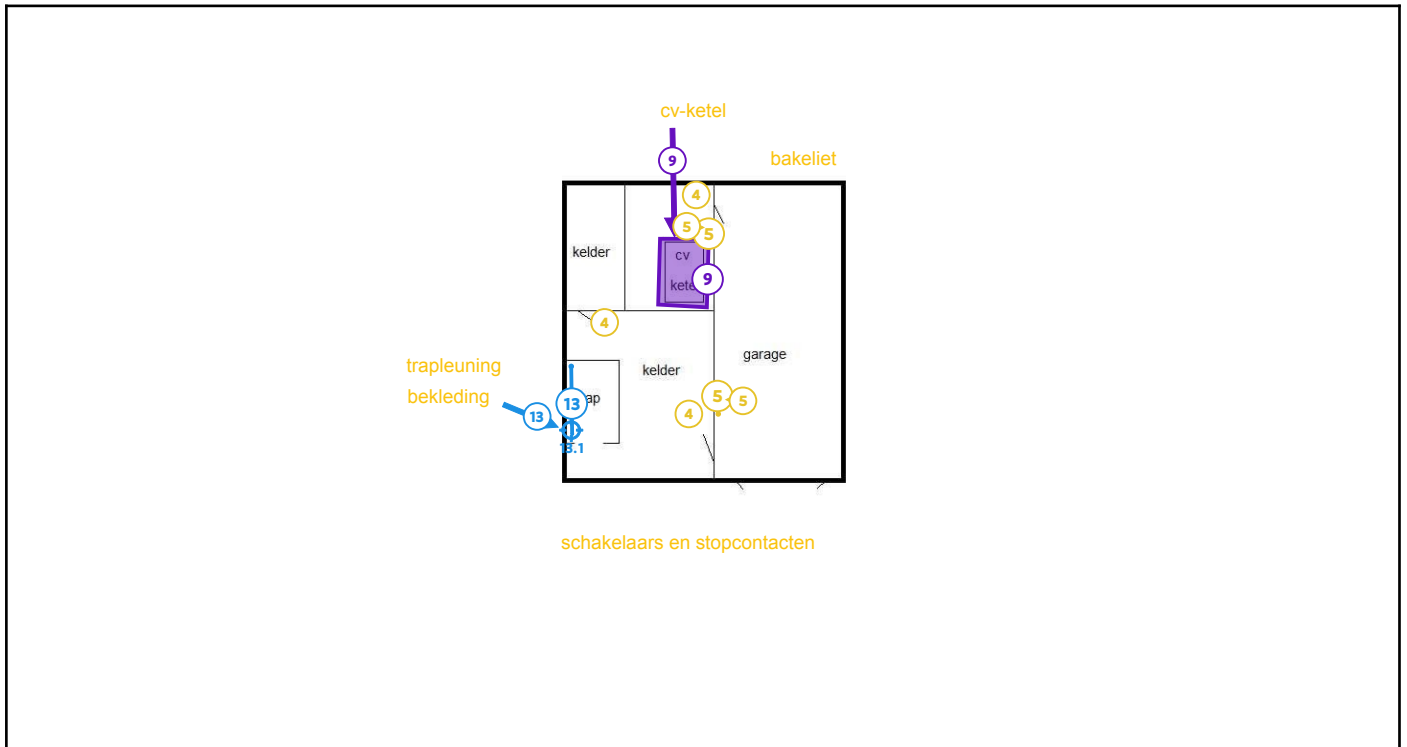 cv-ketel
9
bakeliet
4
5
5
kelder
cv
9
kete
4
garage
trapleuning
kelder
bekleding
13
13
ap
4
5
5
13.1
schakelaars en stopcontacten